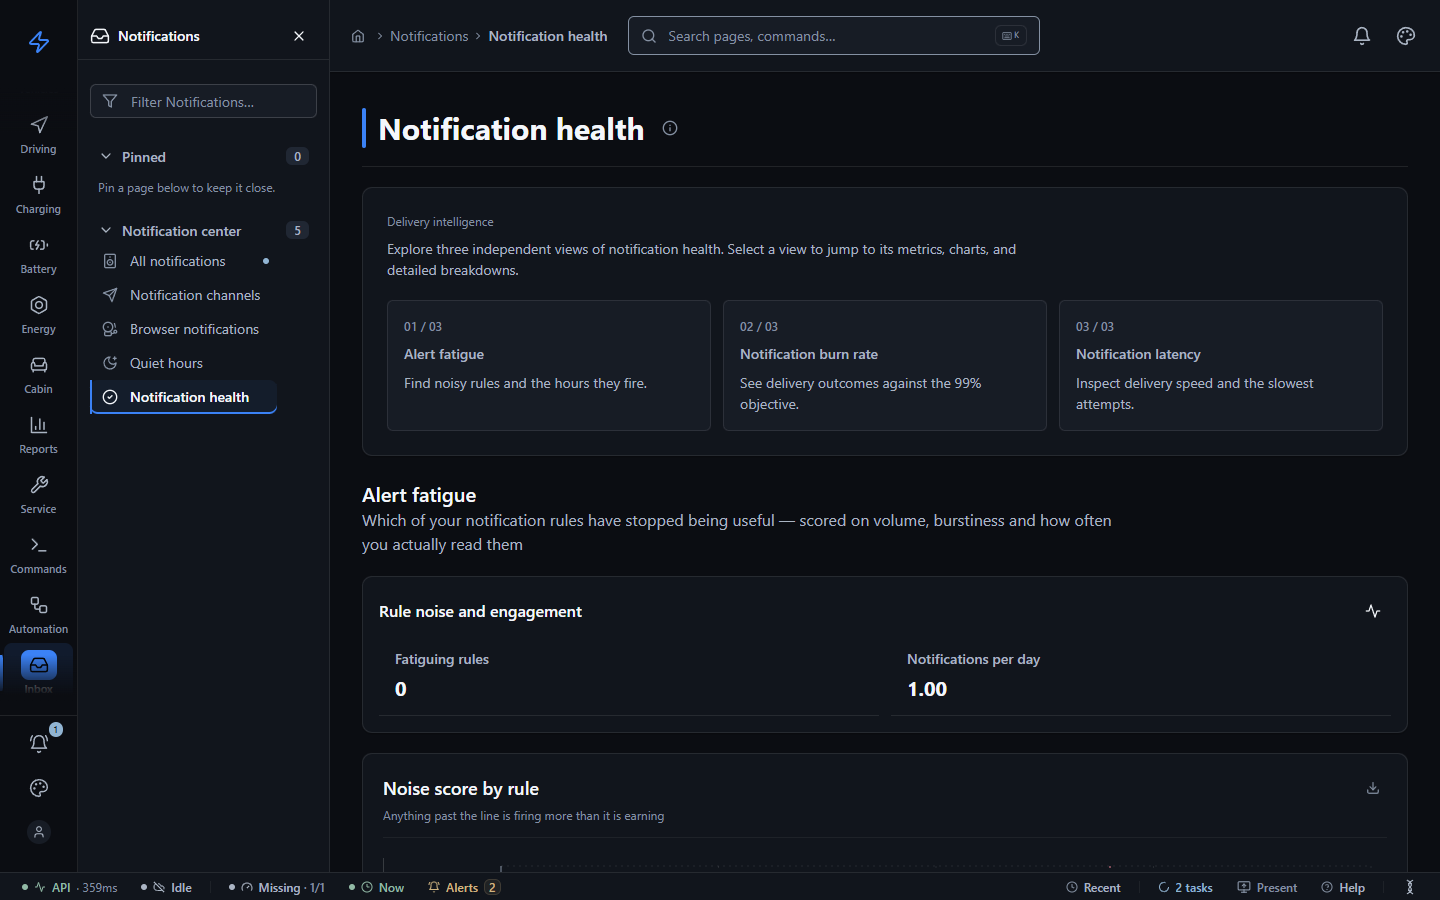 Notifications
Notifications
Notification health
Search pages, commands...
K
Driving
Charging
Battery
Energy
Cabin
Reports
Service
Commands
Automation
Inbox
1
Filter Notifications...
Pinned
0
Pin a page below to keep it close.
Notification center
5
All notifications
Notification channels
Browser notifications
Quiet hours
Notification health
Notification health
Delivery intelligence
Explore three independent views of notification health. Select a view to jump to its metrics, charts, and
detailed breakdowns.
01 / 03
Alert fatigue
Find noisy rules and the hours they fire.
02 / 03
Notification burn rate
See delivery outcomes against the 99%
objective.
03 / 03
Notification latency
Inspect delivery speed and the slowest
attempts.
Alert fatigue
Which of your notification rules have stopped being useful — scored on volume, burstiness and how often
you actually read them
Rule noise and engagement
Fatiguing rules
0
Notifications per day
1.00
Noise score by rule
Anything past the line is firing more than it is earning
API · 359ms
Idle
Missing · 1/1
Now
Alerts 2
Recent
2 tasks
Present
Help